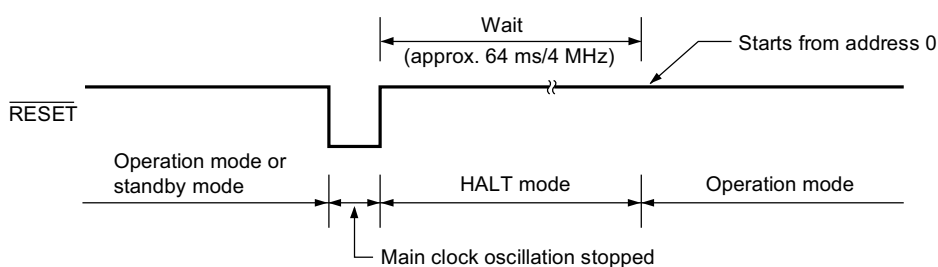 Wait
(approx. 64 ms/4 MHz)
Starts from address 0
RESET
Operation mode or
standby mode
HALT mode
Operation mode
Main clock oscillation stopped